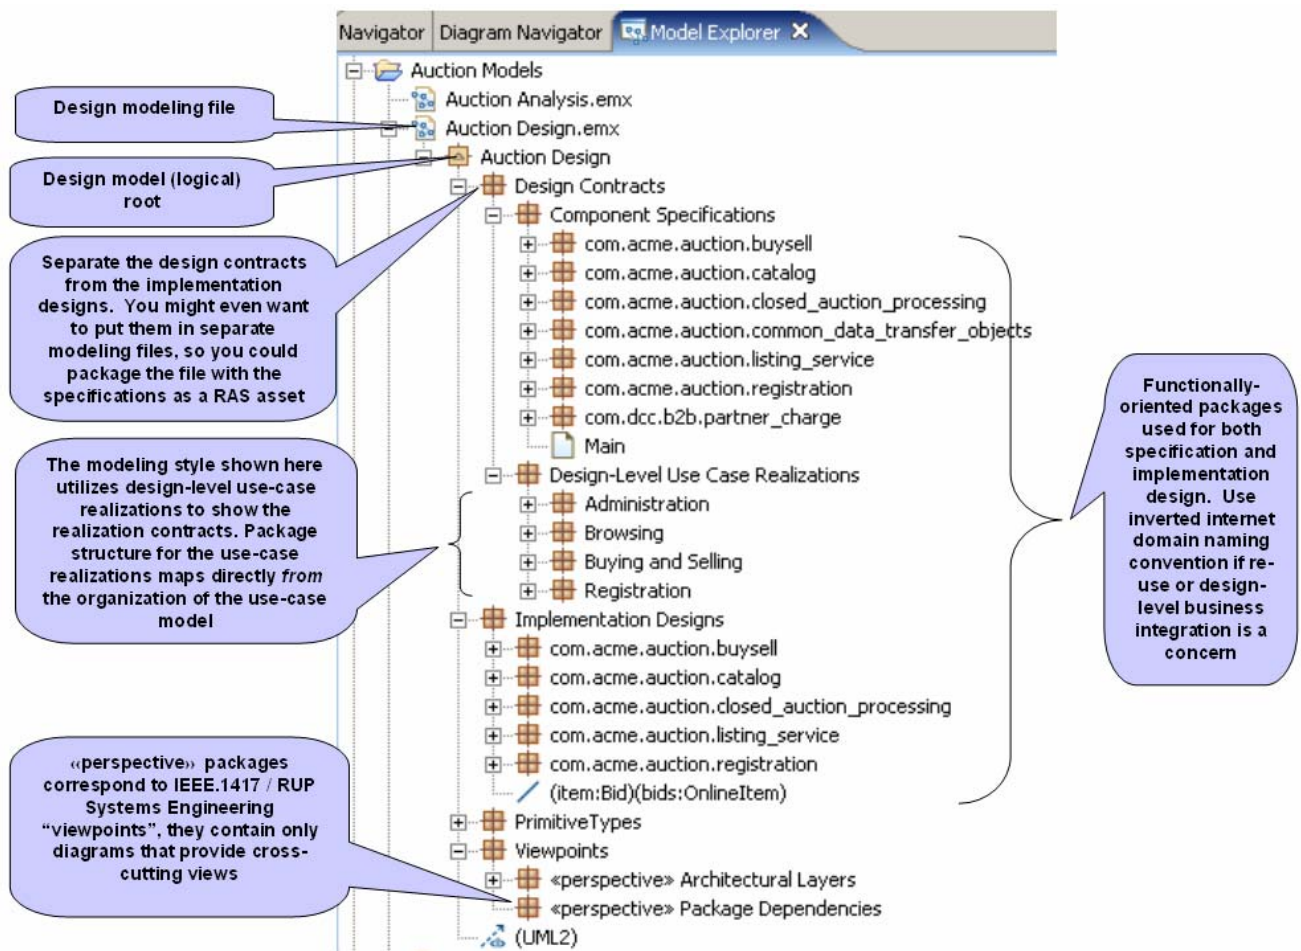 Navigator
Diagram Navigator
Model Explorer
Auction Models
Auction Analysis.emx
Auction Design.emx
Auction Design
Design Contracts
Component Specifications
com.acme.auction.buysell
com.acme.auction.catalog
com.acme.auction.closed_auction_processing
com.acme.auction.common_data_transfer_objects
com.acme.auction.listing_service
com.acme.auction.registration
com.dcc.b2b.partner_charge
Main
Design-Level Use Case Realizations
Administration
Browsing
Buying and Selling
Registration
Implementation Designs
com.acme.auction.buysell
com.acme.auction.catalog
com.acme.auction.closed_auction_processing
com.acme.auction.listing_service
com.acme.auction.registration
(item:Bid)(bids:OnlineItem)
PrimitiveTypes
Viewpoints
«perspective» Architectural Layers
«perspective» Package Dependencies
(UML2)
Design modeling file
Design model (logical)
root
Separate the design contracts
from the implementation
designs. You might even want
to put them in separate
modeling files, so you could
package the file with the
specifications as a RAS asset
The modeling style shown here
utilizes design-level use-case
realizations to show the
realization contracts. Package
structure for the use-case
realizations maps directly from
the organization of the use-case
model
«perspective» packages
correspond to IEEE.1417 / RUP
Systems Engineering
“viewpoints”, they contain only
diagrams that provide cross-
cutting views
Functionally-
oriented packages
used for both
specification and
implementation
design. Use
inverted internet
domain naming
convention if re-
use or design-
level business
integration is a
concern